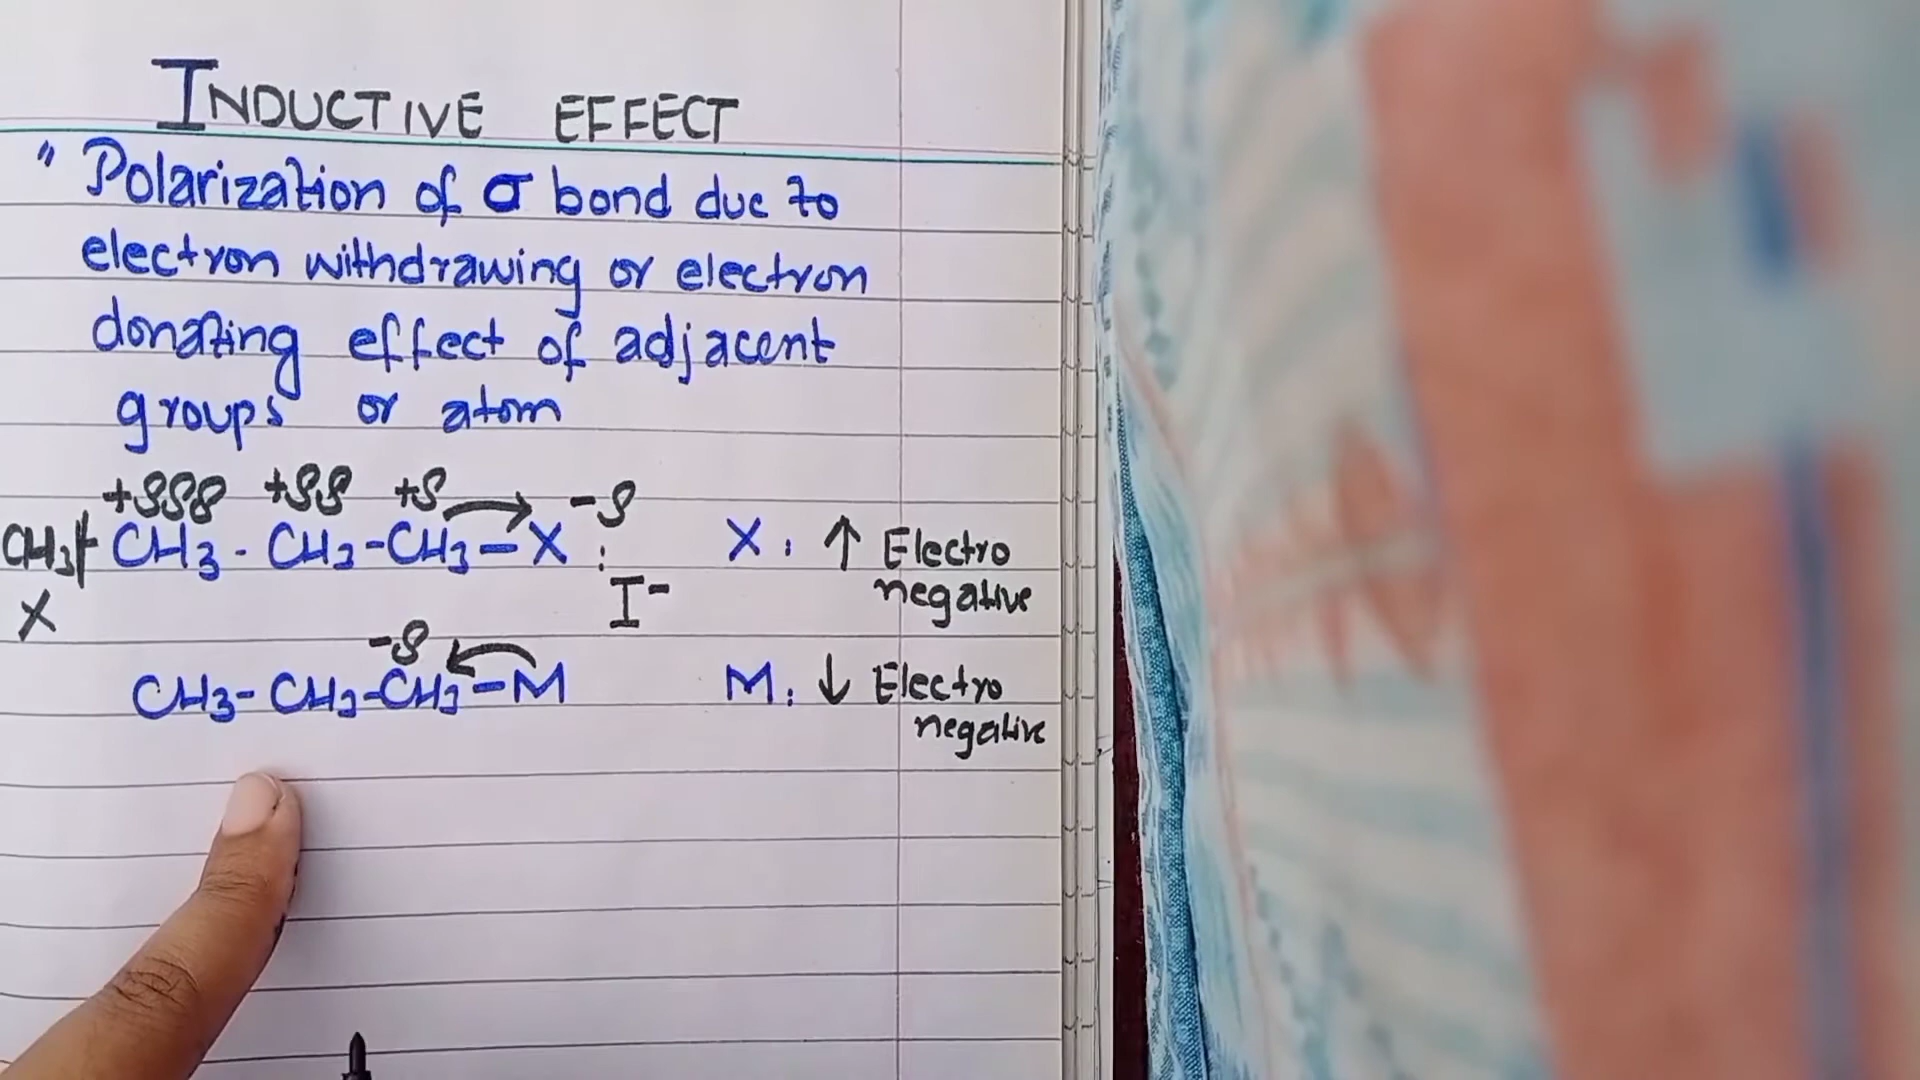 INDUCTIVE EFFECT
" Polarization of σ bond due to
electron withdrawing or electron
donating effect of adjacent
groups or atom
+δδδ +δδ +δ -δ
CH3 CH3 - CH2 - CH2 - X X: ↑ Electro
negative
X I-
-δ
CH3 - CH2 - CH2 - M M: ↓ Electro
negative